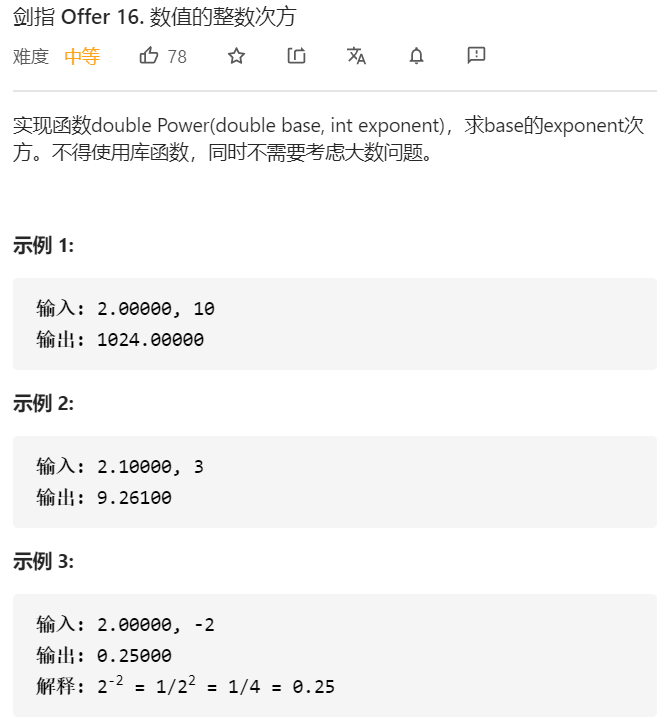 剑指 Offer 16. 数值的整数次方
难度 中等 78
实现函数double Power(double base, int exponent)，求base的exponent次
方。不得使用库函数，同时不需要考虑大数问题。
示例 1:
输入: 2.00000, 10
输出: 1024.00000
示例 2:
输入: 2.10000, 3
输出: 9.26100
示例 3:
输入: 2.00000, -2
输出: 0.25000
解释: 2⁻² = 1/2² = 1/4 = 0.25